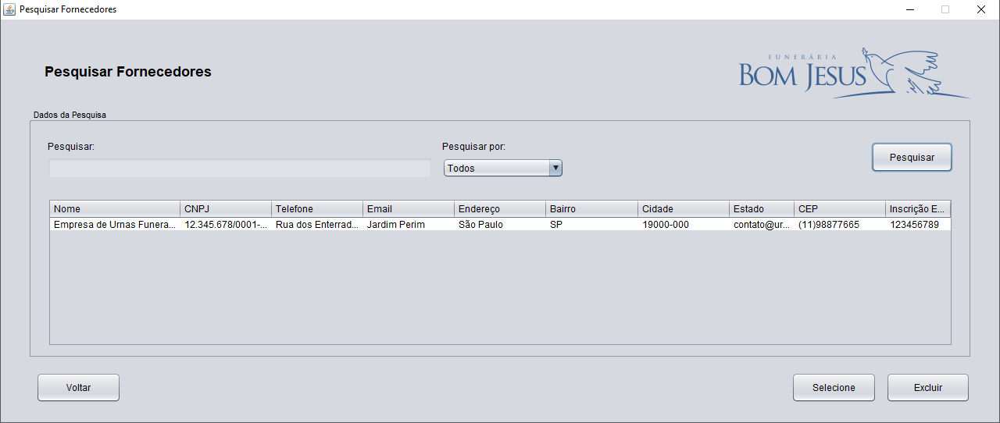 Pesquisar Fornecedores
Pesquisar Fornecedores
FUNERÁRIA
BOM JESUS
Dados da Pesquisa
Pesquisar:
Pesquisar por:
Todos
Pesquisar
Nome CNPJ Telefone Email Endereço Bairro Cidade Estado CEP Inscrição E...
Empresa de Urnas Funera... 12.345.678/0001-... Rua dos Enterrad... Jardim Perim São Paulo SP 19000-000 contato@ur... (11)98877665 123456789
Voltar Selecione Excluir